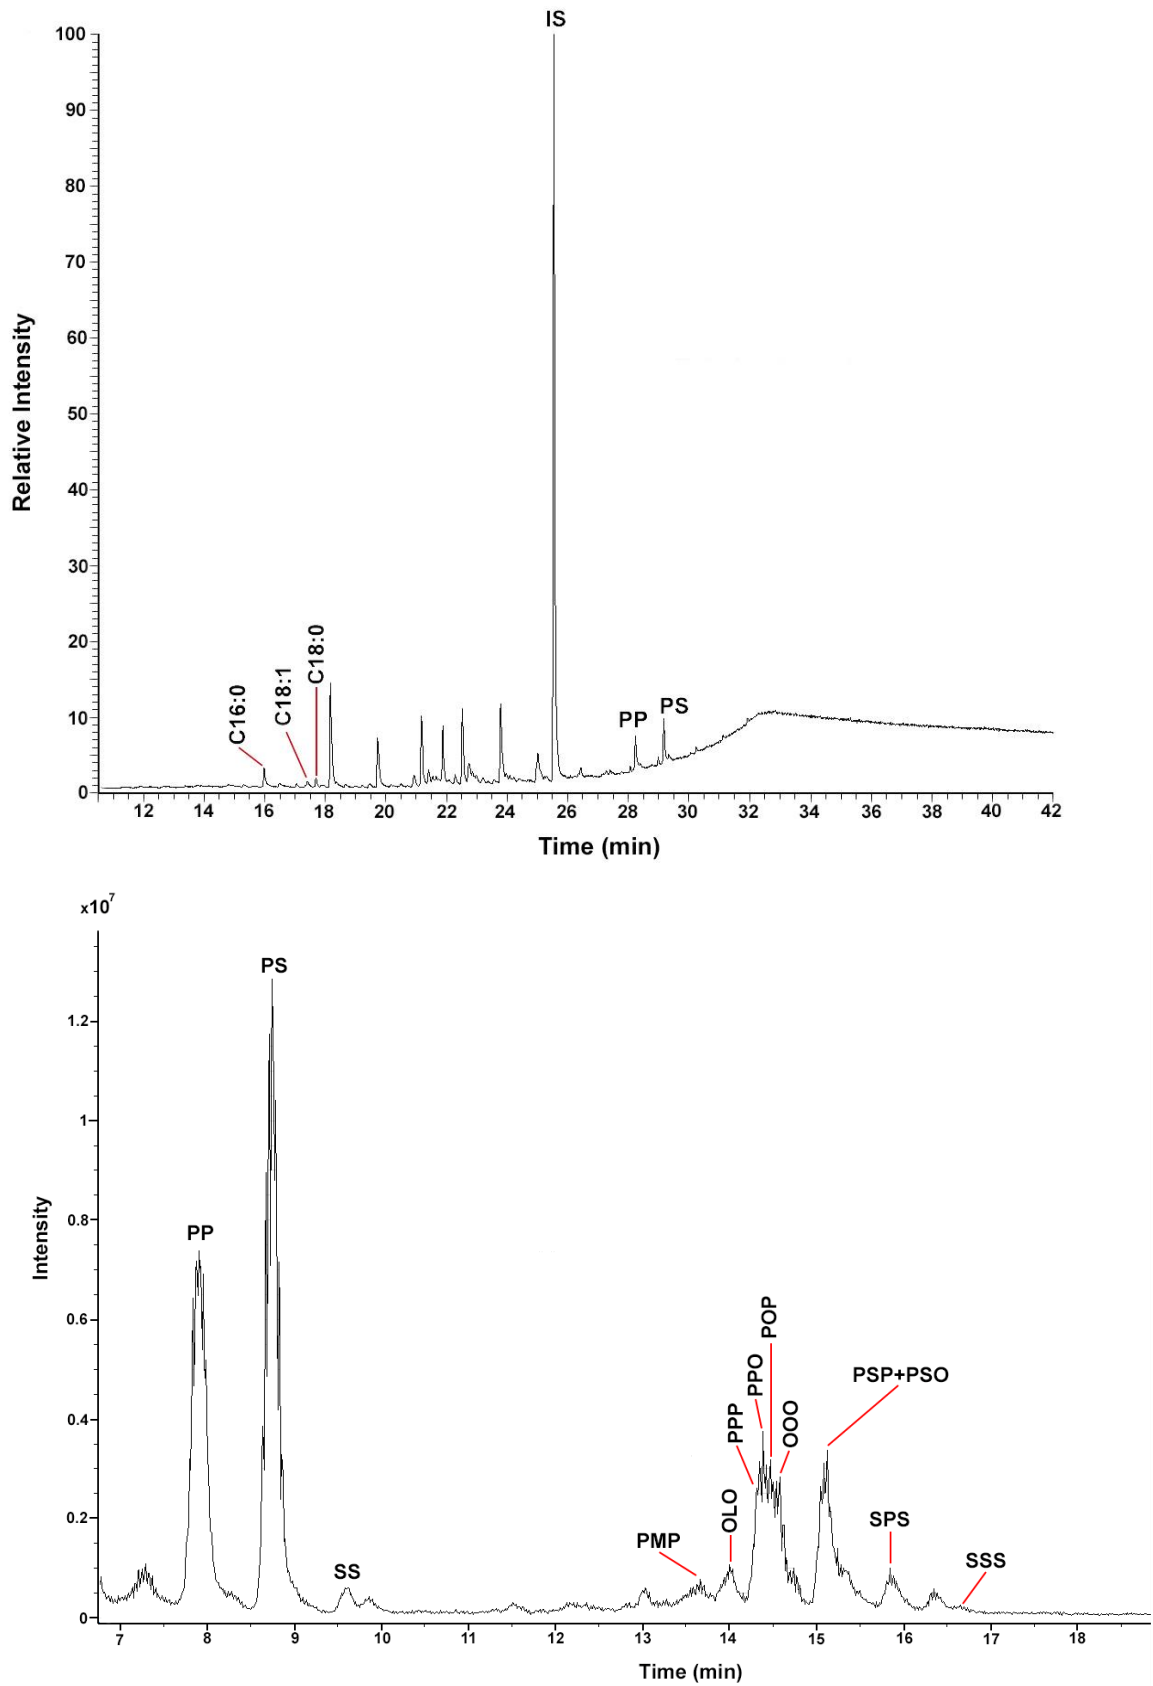 IS
100
90
80
70
60
50
40
30
20
10
0
Relative Intensity
C16:0
C18:1
C18:0
PP
PS
12 14 16 18 20 22 24 26 28 30 32 34 36 38 40 42
Time (min)
x10⁷
PS
1.2
1
0.8
0.6
0.4
0.2
0
Intensity
PP
SS
PMP
OLO
PPP
PPO
POP
OOO
PSP+PSO
SPS
SSS
7 8 9 10 11 12 13 14 15 16 17 18
Time (min)